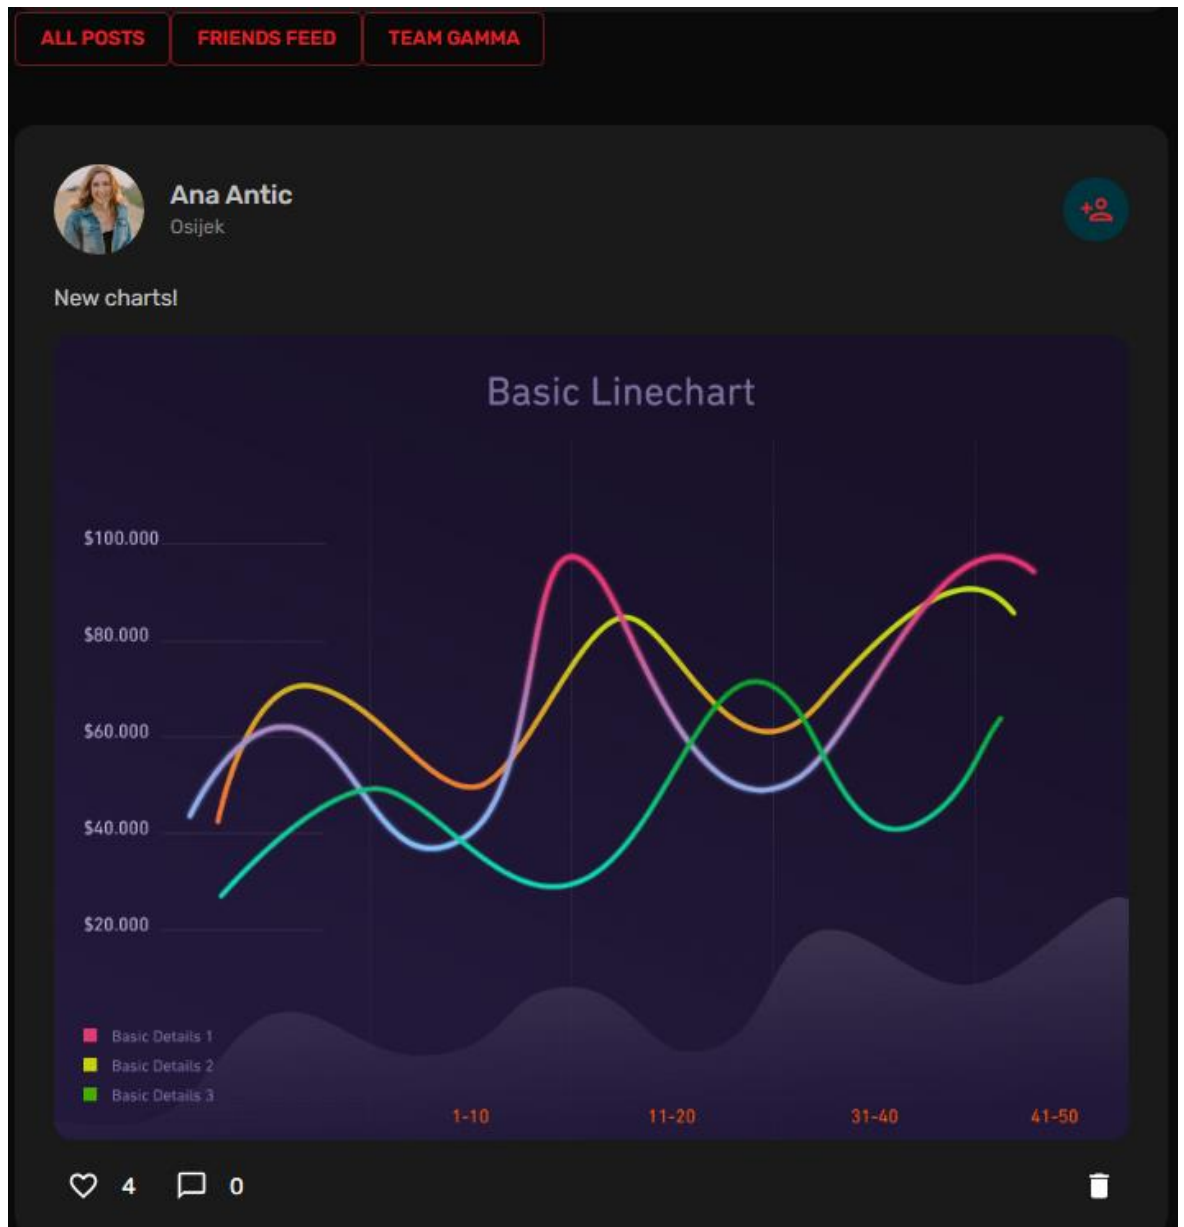 ALL POSTS FRIENDS FEED TEAM GAMMA
Ana Antic
Osijek
New charts!
Basic Linechart
$100.000
$80.000
$60.000
$40.000
$20.000
Basic Details 1
Basic Details 2
Basic Details 3
1-10 11-20 31-40 41-50
4 0